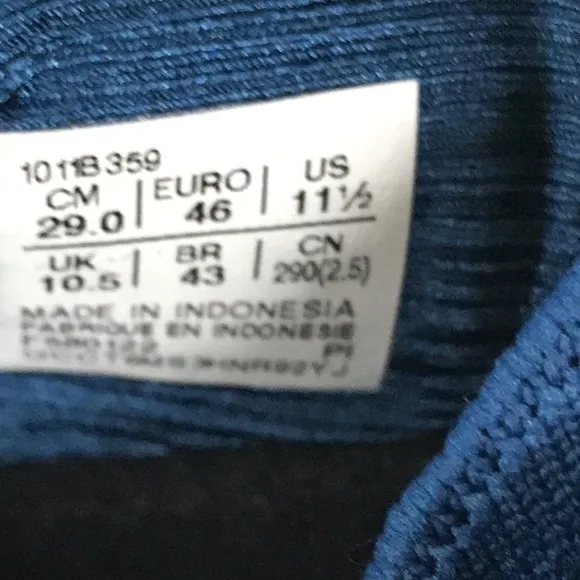 1011B359
CM | EURO | US
29.0 | 46 | 11½
UK | BR | CN
10.5 | 43 | 290(2.5)
MADE IN INDONESIA
FABRIQUE EN INDONESIE
PI